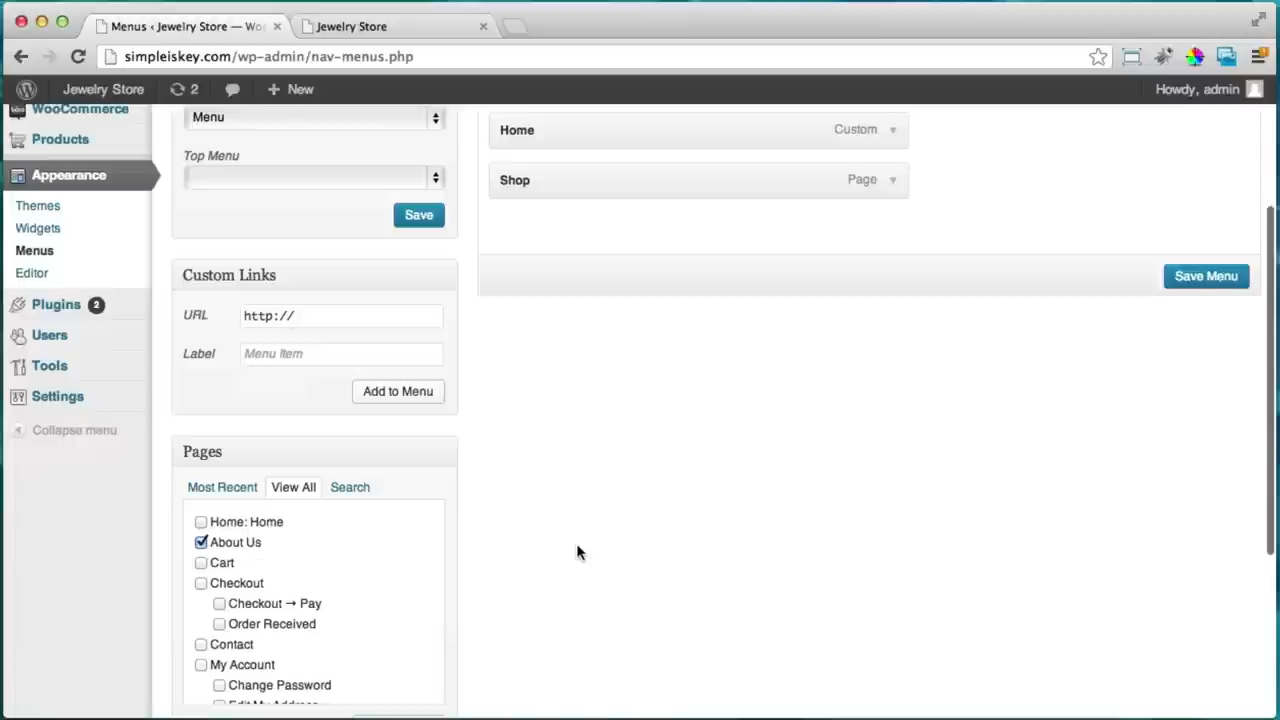 Menus ‹ Jewelry Store — Wo
Jewelry Store
simpleiskey.com/wp-admin/nav-menus.php
Jewelry Store
2
New
Howdy, admin
WooCommerce
Products
Appearance
Themes
Widgets
Menus
Editor
Plugins 2
Users
Tools
Settings
Collapse menu
Menu
Top Menu
Save
Custom Links
URL http://
Label Menu Item
Add to Menu
Pages
Most Recent View All Search
Home: Home
About Us
Cart
Checkout
Checkout → Pay
Order Received
Contact
My Account
Change Password
Edit My Address
Home Custom
Shop Page
Save Menu